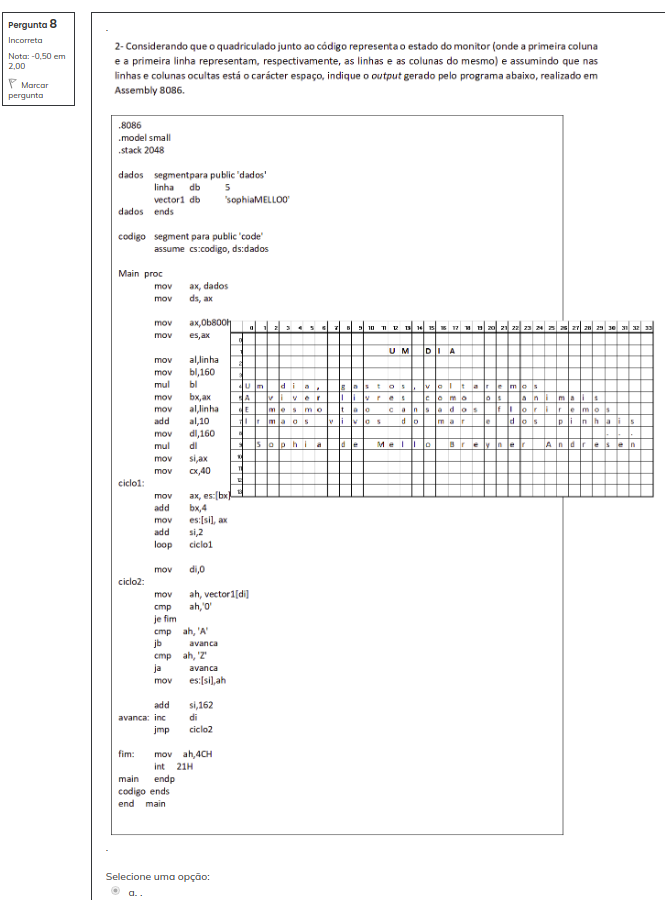 Pergunta 8
Incorreta
Nota: -0,50 em
2,00
Marcar
pergunta
.
2- Considerando que o quadriculado junto ao código representa o estado do monitor (onde a primeira coluna
e a primeira linha representam, respectivamente, as linhas e as colunas do mesmo) e assumindo que nas
linhas e colunas ocultas está o carácter espaço, indique o output gerado pelo programa abaixo, realizado em
Assembly 8086.
.8086
.model small
.stack 2048
dados segmentpara public 'dados'
linha db 5
vector1 db 'sophiaMELLO0'
dados ends
codigo segment para public 'code'
assume cs:codigo, ds:dados
Main proc
mov ax, dados
mov ds, ax
mov ax,0b800h
mov es,ax
mov al,linha
mov bl,160
mul bl
mov bx,ax
mov al,linha
add al,10
mov dl,160
mul dl
mov si,ax
mov cx,40
ciclo1:
mov ax, es:[bx]
add bx,4
mov es:[si], ax
add si,2
loop ciclo1
mov di,0
ciclo2:
mov ah, vector1[di]
cmp ah,'0'
je fim
cmp ah, 'A'
jb avanca
cmp ah, 'Z'
ja avanca
mov es:[si],ah
add si,162
avanca: inc di
jmp ciclo2
fim: mov ah,4CH
int 21H
main endp
codigo ends
end main
0 1 2 3 4 5 6 7 8 9 10 11 12 13 14 15 16 17 18 19 20 21 22 23 24 25 26 27 28 29 30 31 32 33
0
1 U M D I A
2
3
4 U m d i a , g a s t o s , v o l t a r e m o s
5 A v i v e r l i v r e s c o m o o s a n i m a i s
6 E m e s m o t a o c a n s a d o s f l o r i r e m o s
7 I r m a o s v i v o s d o m a r e d o s p i n h a i s
8 . . .
9 S o p h i a d e M e l l o B r e y n e r A n d r e s e n
10
11
12
13
.
Selecione uma opção:
a. .